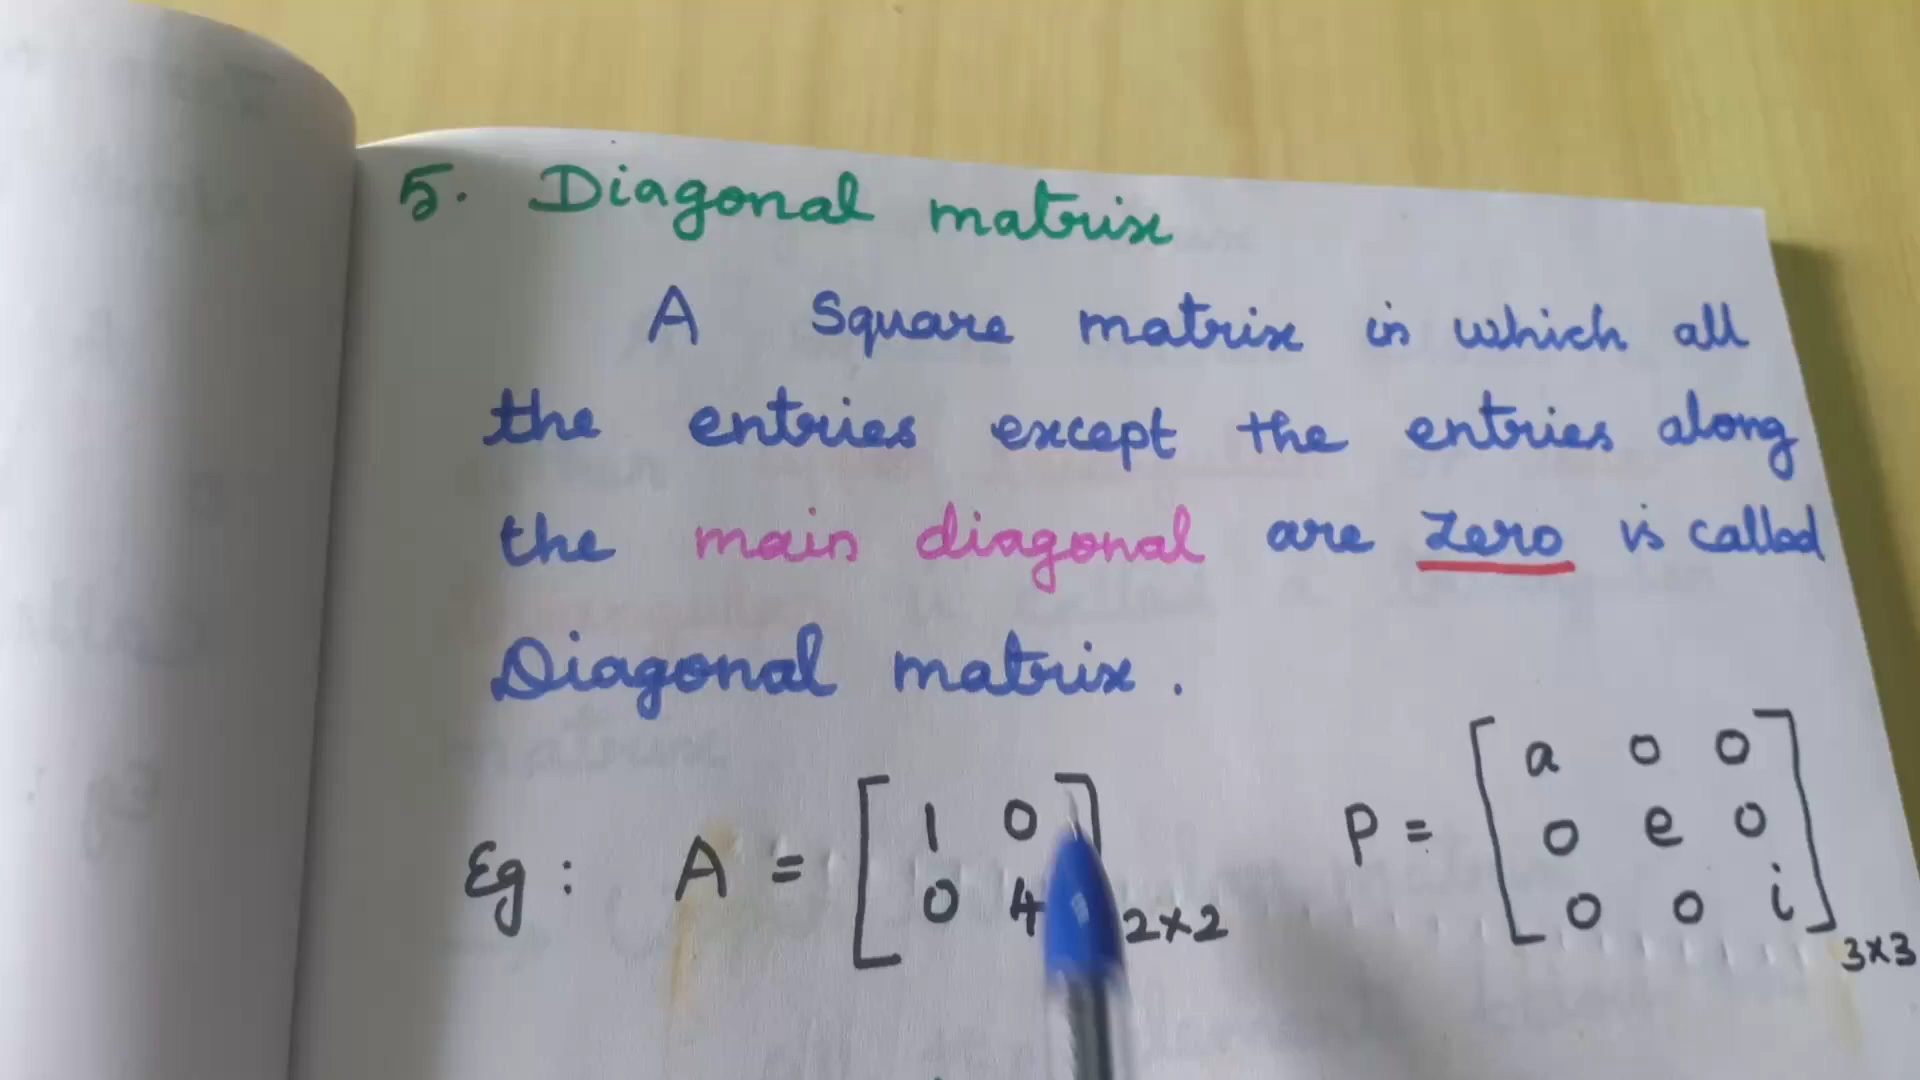 5. Diagonal matrix
A Square matrix in which all
the entries except the entries along
the main diagonal are zero is called
Diagonal matrix.
Eg : A = [ 1 0
0 4 ] 2×2
P = [ a 0 0
0 e 0
0 0 i ] 3×3